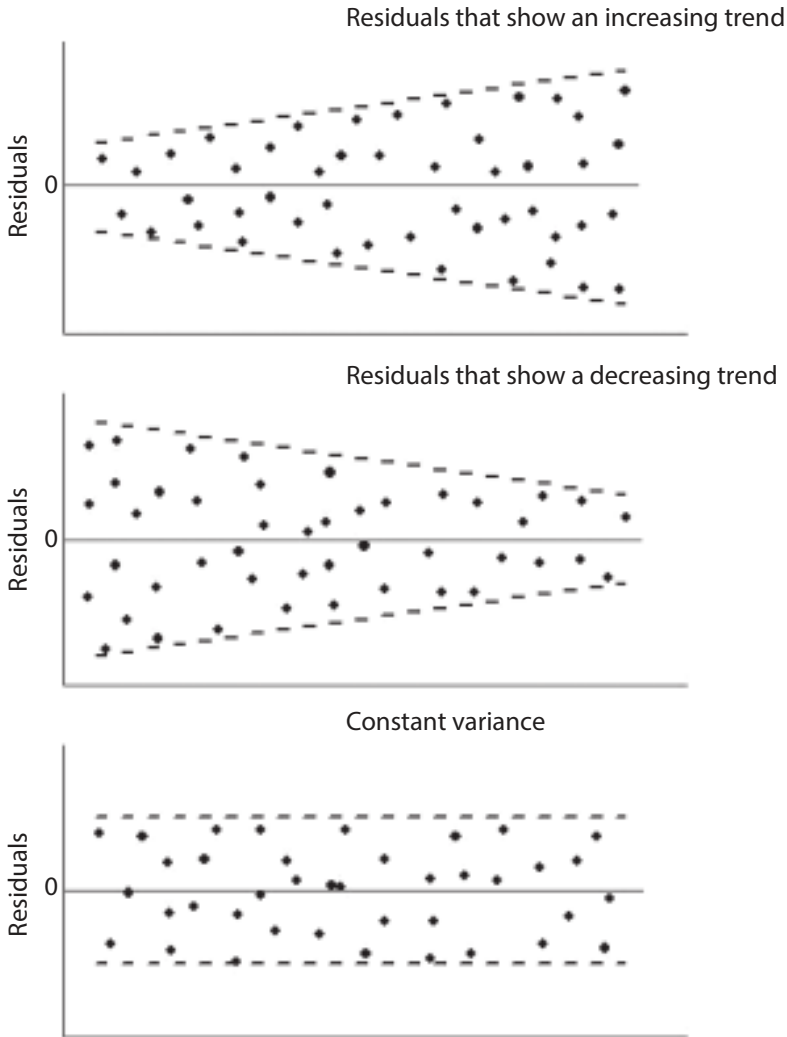 Residuals that show an increasing trend
Residuals
0
Residuals that show a decreasing trend
Residuals
0
Constant variance
Residuals
0